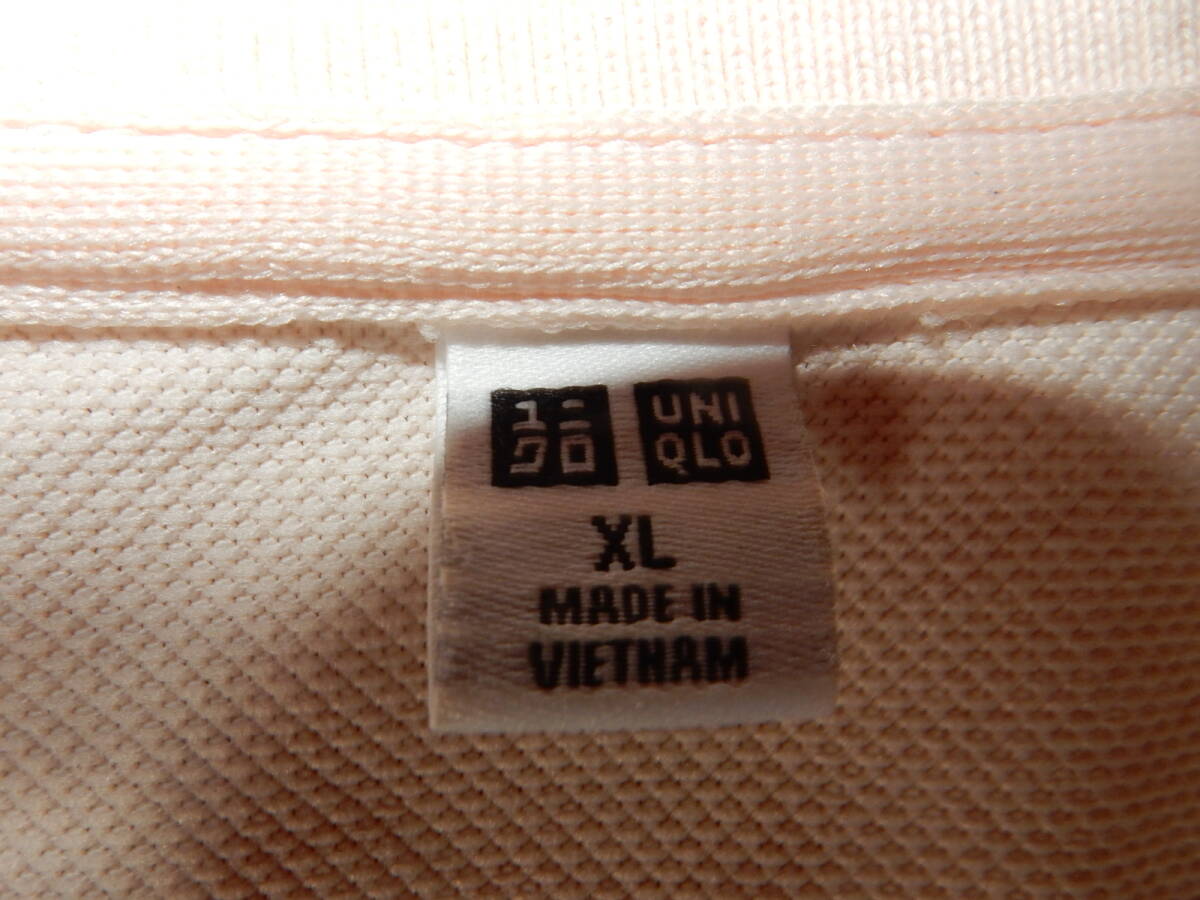 ユニ UNI
クロ QLO
XL
MADE IN
VIETNAM